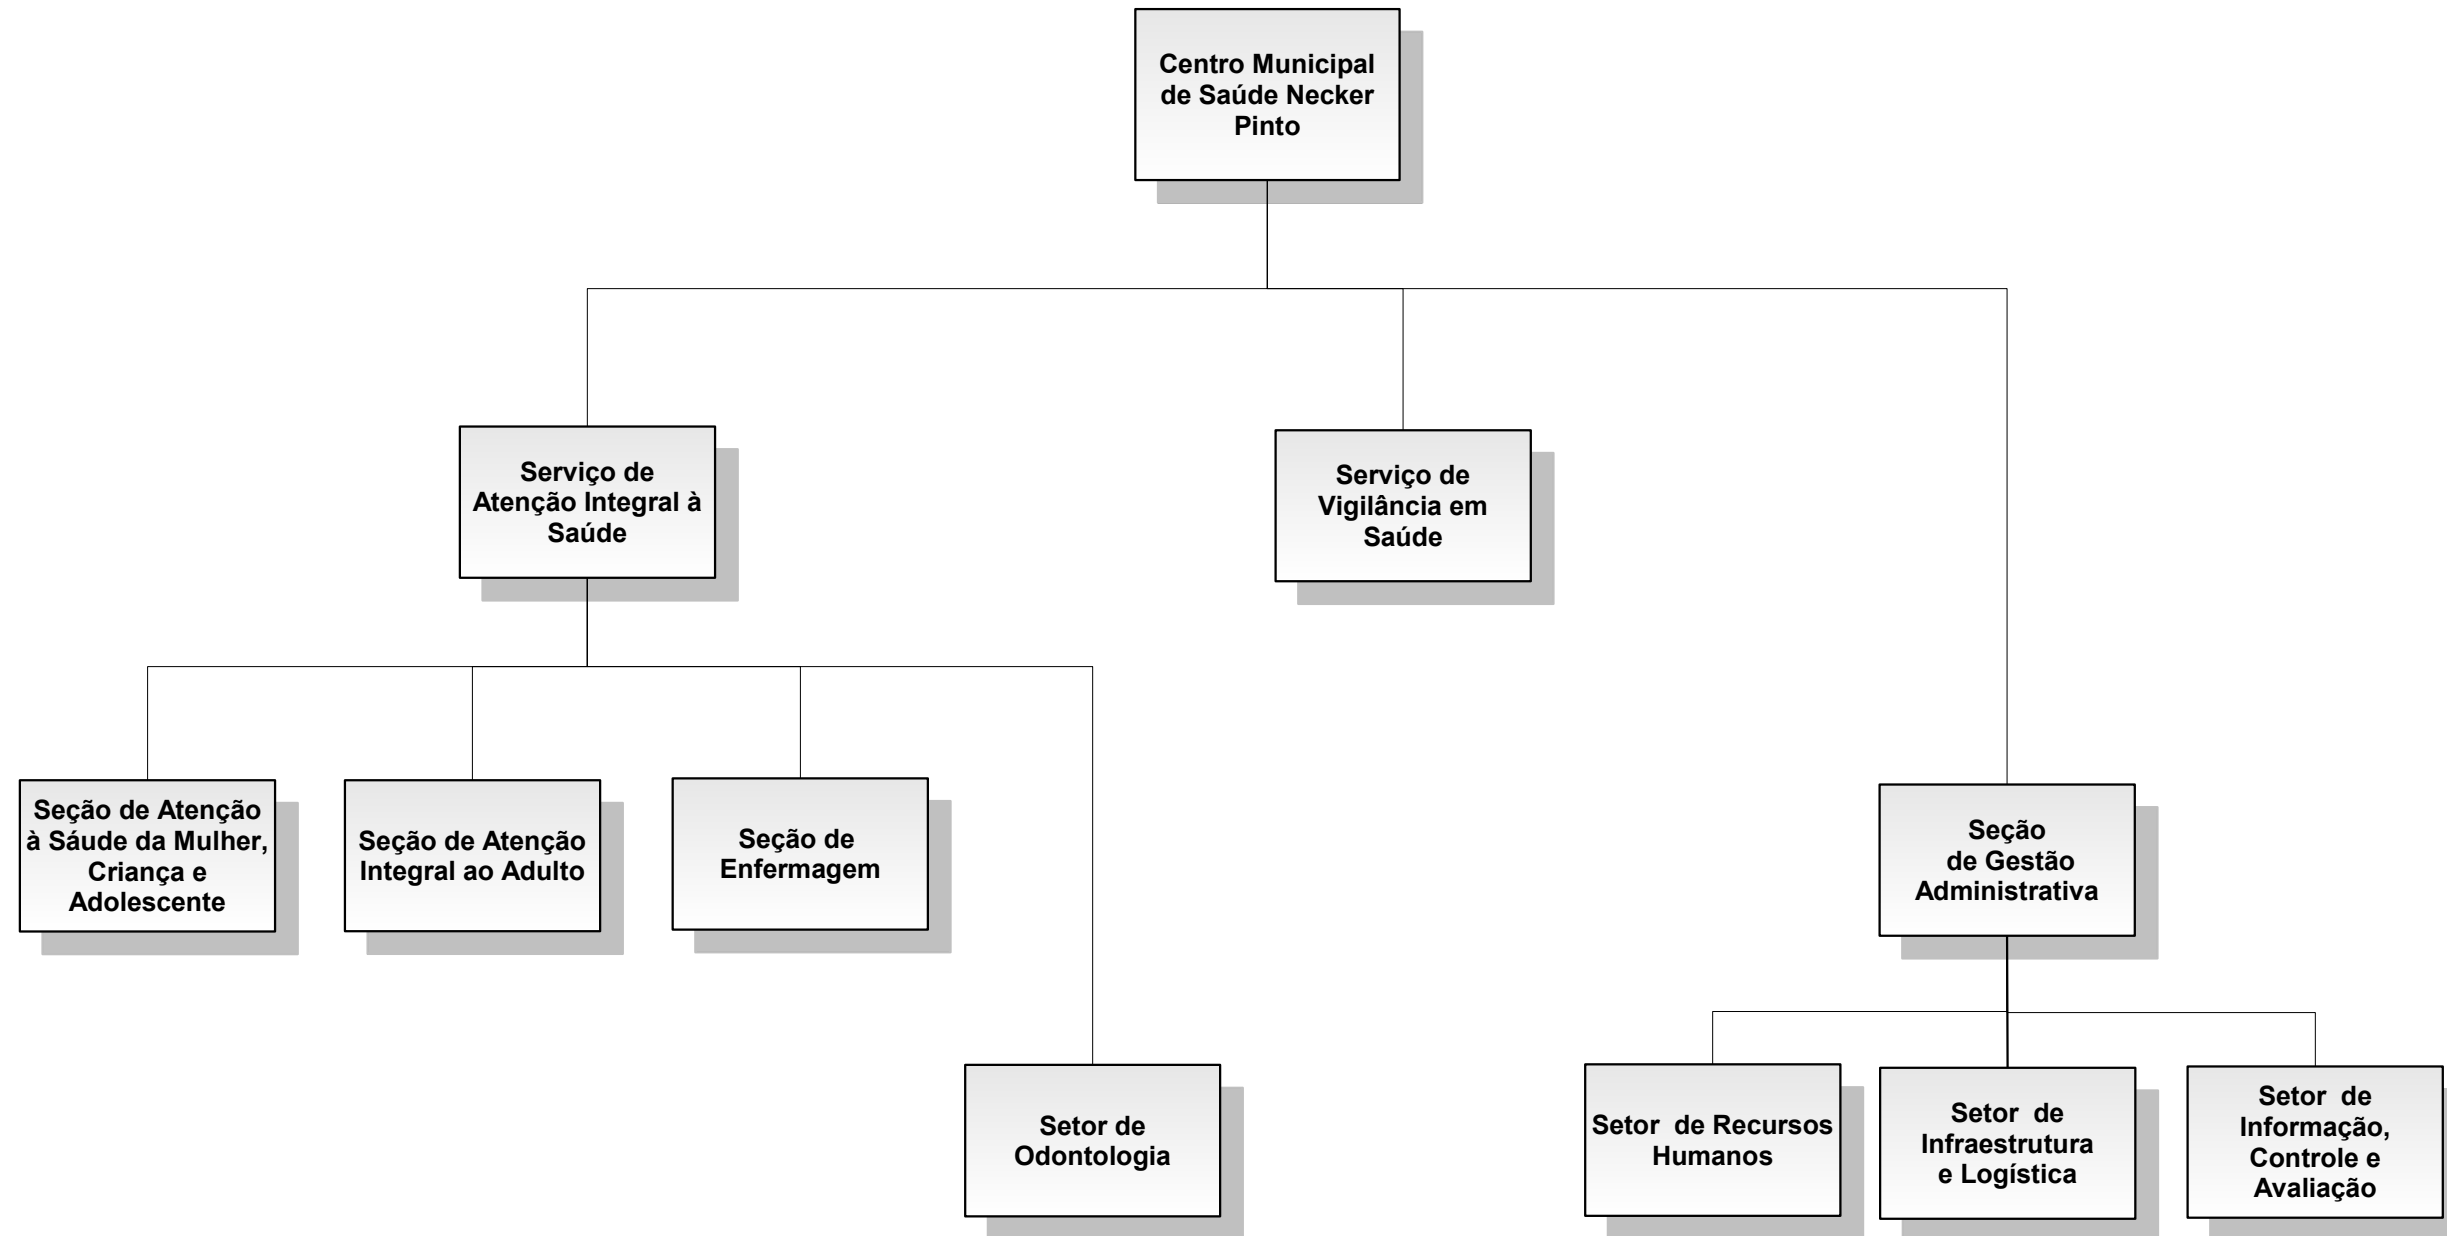 Centro Municipal
de Saúde Necker
Pinto
Serviço de
Atenção Integral à
Saúde
Serviço de
Vigilância em
Saúde
Seção de Atenção
à Sáude da Mulher,
Criança e
Adolescente
Seção de Atenção
Integral ao Adulto
Seção de
Enfermagem
Seção
de Gestão
Administrativa
Setor de
Odontologia
Setor  de Recursos
Humanos
Setor  de
Infraestrutura
e Logística
Setor  de
Informação,
Controle e
Avaliação